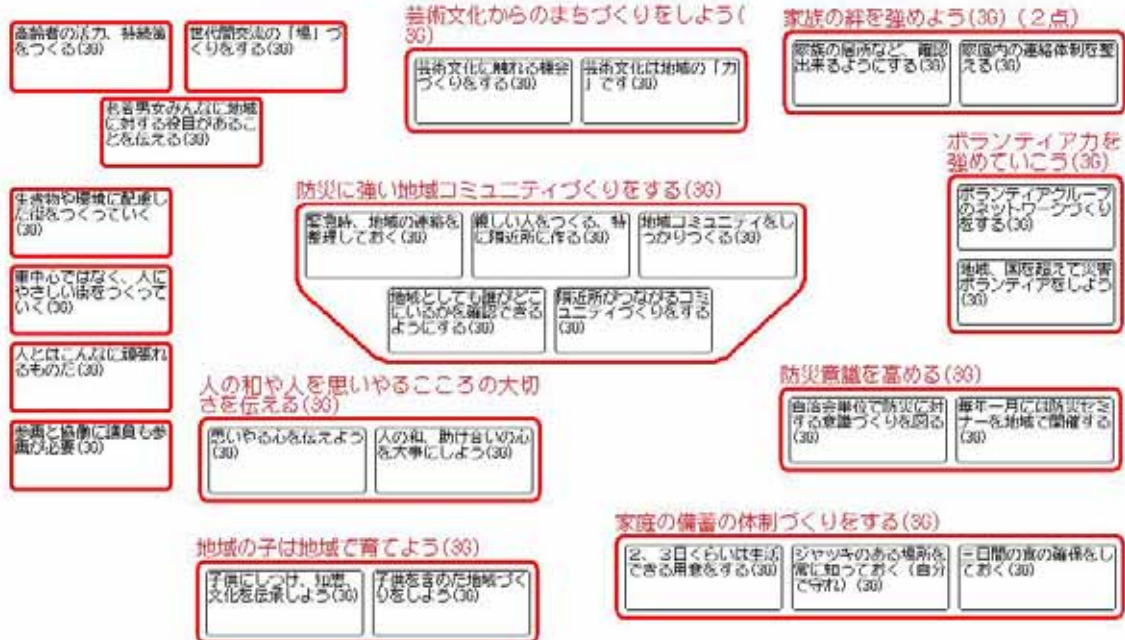 高齢者の活力、持続策
をつくる(3G)
世代間交流の「場」づ
くりをする(3G)
老若男女みんなに地域
に対する役目があるこ
とを伝える(3G)
芸術文化からのまちづくりをしよう(
3G)
芸術文化に触れる機会
づくりをする(3G)
芸術文化は地域の「力
」です(3G)
家族の絆を強めよう(3G)(2点)
家族の居所など、確認
出来るようにする(3G)
家庭内の連絡体制を整
える(3G)
ボランティア力を
強めていこう(3G)
ボランティアグループ
のネットワークづくり
をする(3G)
地域、国を超えて災害
ボランティアをしよう
(3G)
防災に強い地域コミュニティづくりをする(3G)
緊急時、地域の連絡を
整理しておく(3G)
親しい人をつくる、特
に隣近所に作る(3G)
地域コミュニティをし
っかりつくる(3G)
地域としても誰がどこ
にいるかを確認できる
ようにする(3G)
隣近所がつながるコミ
ュニティづくりをする
(3G)
生き物や環境に配慮し
た街をつくっていく
(3G)
車中心ではなく、人に
やさしい街をつくって
いく(3G)
人とはこんなに頑張れ
るものだ(3G)
参画と協働に議員も参
画が必要(3G)
人の和や人を思いやるこころの大切
さを伝える(3G)
思いやる心を伝えよう
(3G)
人の和、助け合いの心
を大事にしよう(3G)
防災意識を高める(3G)
自治会単位で防災に対
する意識づくりを図る
(3G)
毎年一月には防災セミ
ナーを地域で開催する
(3G)
地域の子は地域で育てよう(3G)
子供にしつけ、知恵、
文化を伝承しよう(3G)
子供を含めた地域づく
りをしよう(3G)
家庭の備蓄の体制づくりをする(3G)
2、3日くらいは生活
できる用意をする(3G)
ジャッキのある場所を
常に知っておく(自分
で守れ)(3G)
三日間の食の確保をし
ておく(3G)